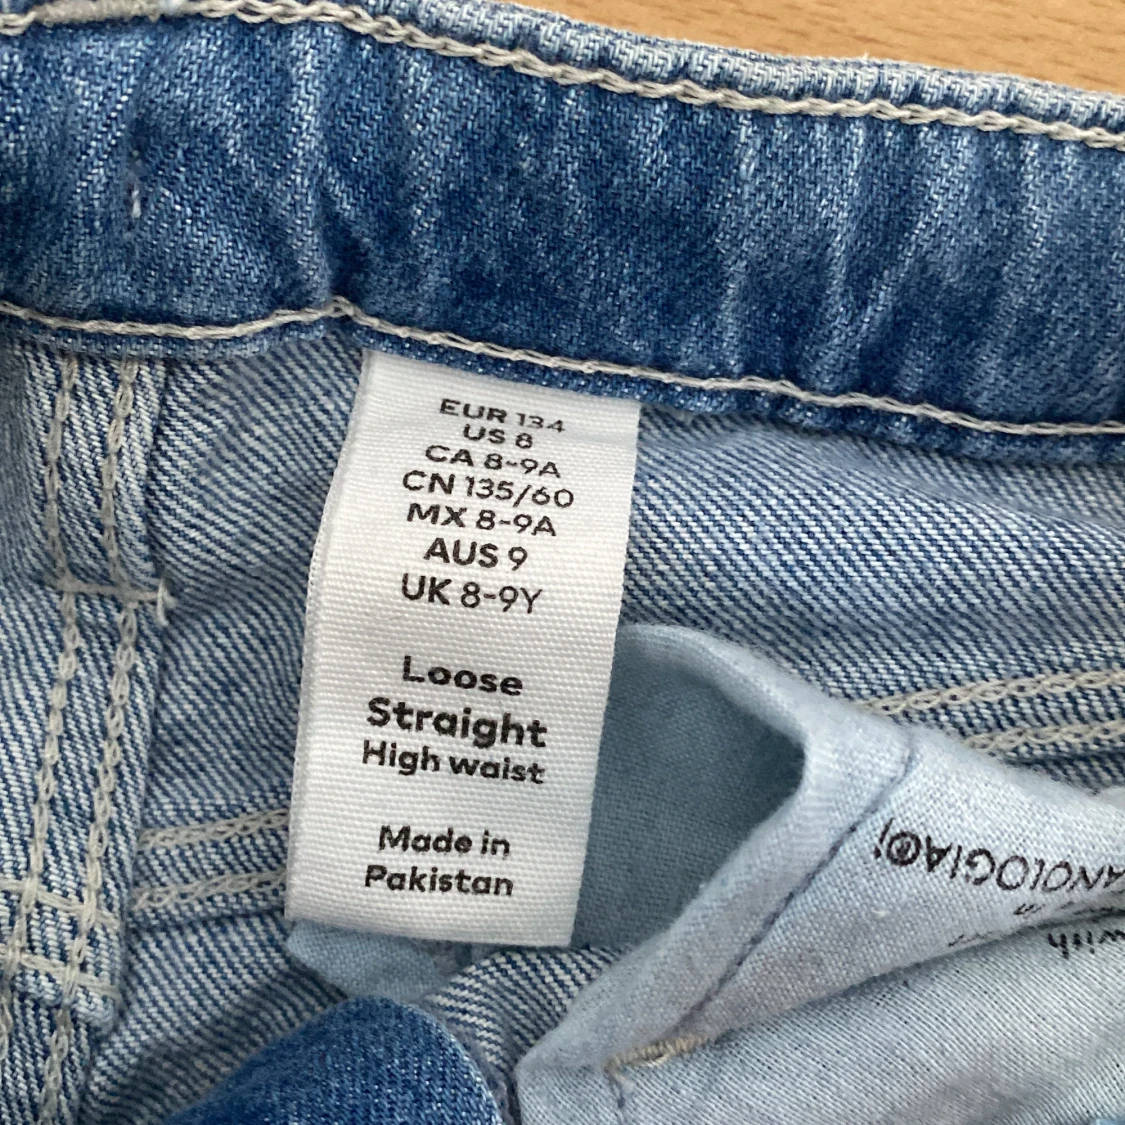 EUR 134
US 8
CA 8-9A
CN 135/60
MX 8-9A
AUS 9
UK 8-9Y
Loose
Straight
High waist
Made in
Pakistan
with